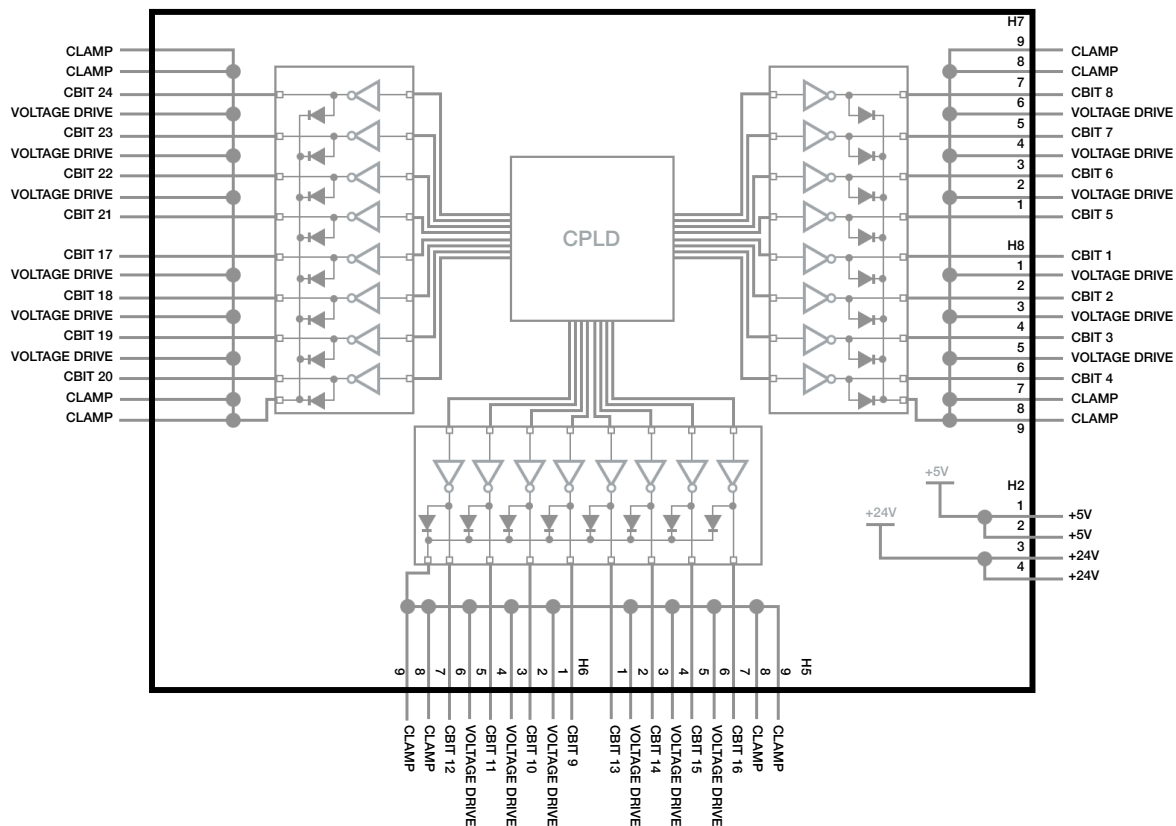 CLAMP
CLAMP
CBIT 24
VOLTAGE DRIVE
CBIT 23
VOLTAGE DRIVE
CBIT 22
VOLTAGE DRIVE
CBIT 21
CBIT 17
VOLTAGE DRIVE
CBIT 18
VOLTAGE DRIVE
CBIT 19
VOLTAGE DRIVE
CBIT 20
CLAMP
CLAMP
CPLD
H7
9
8
7
6
5
4
3
2
1
CLAMP
CLAMP
CBIT 8
VOLTAGE DRIVE
CBIT 7
VOLTAGE DRIVE
CBIT 6
VOLTAGE DRIVE
CBIT 5
H8
1
2
3
4
5
6
7
8
9
CBIT 1
VOLTAGE DRIVE
CBIT 2
VOLTAGE DRIVE
CBIT 3
VOLTAGE DRIVE
CBIT 4
CLAMP
CLAMP
+5V
+24V
H2
1
2
3
4
+5V
+5V
+24V
+24V
9
8
7
6
5
4
3
2
1
H6
1
2
3
4
5
6
7
8
9
H5
CLAMP
CLAMP
CBIT 12
VOLTAGE DRIVE
CBIT 11
VOLTAGE DRIVE
CBIT 10
VOLTAGE DRIVE
CBIT 9
CBIT 13
VOLTAGE DRIVE
CBIT 14
VOLTAGE DRIVE
CBIT 15
VOLTAGE DRIVE
CBIT 16
CLAMP
CLAMP